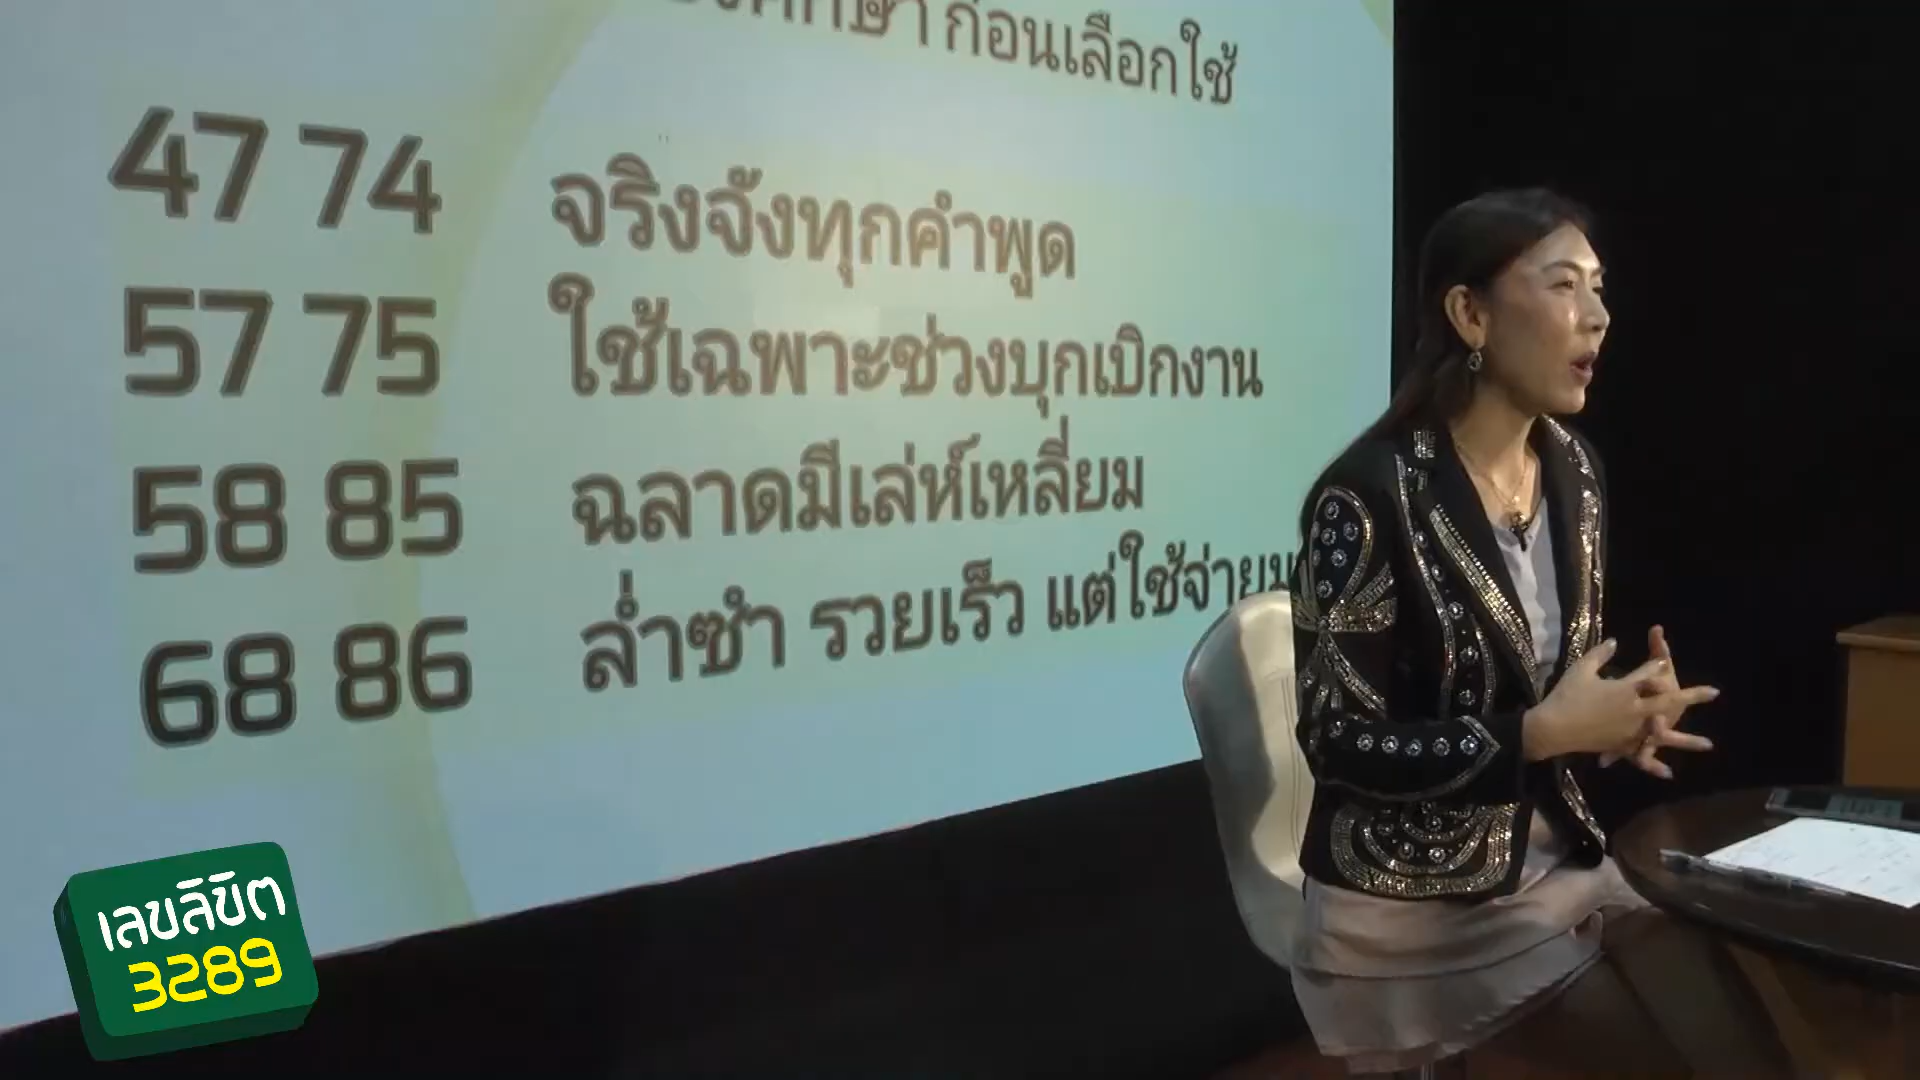 ก่อนเลือกใช้
47 74 จริงจังทุกคำพูด
57 75 ใช้เฉพาะช่วงบุกเบิกงาน
58 85 ฉลาดมีเล่ห์เหลี่ยม
68 86 ล่ำซำ รวยเร็ว แต่ใช้จ่าย
เลขลิขิต
3289